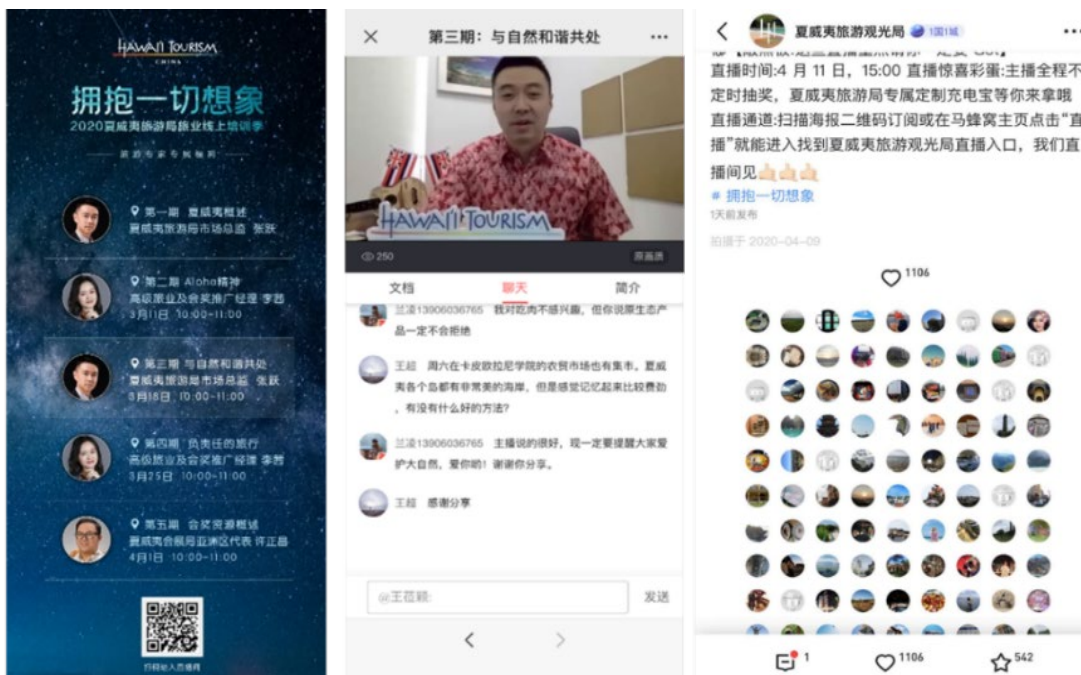 HAWAI'I TOURISM
CHINA
拥抱一切想象
2020夏威夷旅游局旅业线上培训季
第一期 夏威夷概述
夏威夷旅游局市场总监 张跃
第二期 Aloha精神
高级旅业及会奖推广经理 李茜
3月11日 10:00-11:00
第三期 与自然和谐共处
夏威夷旅游局市场总监 张跃
3月18日 10:00-11:00
第四期 负责任的旅行
高级旅业及会奖推广经理 李茜
3月25日 10:00-11:00
第五期 会奖资源概述
夏威夷会展局亚洲区代表 许正昌
4月1日 10:00-11:00
第三期：与自然和谐共处
HAWAI'I TOURISM
250
原画质
文档
聊天
简介
兰凌13906036765 我对吃肉不感兴趣，但你说原生态产
品一定不会拒绝
王超 周六在卡皮欧拉尼学院的农贸市场也有集市。夏威
夷各个岛都有非常美的海岸，但是感觉记忆起来比较费劲
，有没有什么好的方法？
兰凌13906036765 主播说的很好，现一定要提醒大家爱
护大自然，爱你哟！谢谢你分享。
王超 感谢分享
发送
夏威夷旅游观光局
1国1城
直播时间:4 月 11 日，15:00 直播惊喜彩蛋:主播全程不
定时抽奖，夏威夷旅游局专属定制充电宝等你来拿哦
直播通道:扫描海报二维码订阅或在马蜂窝主页点击“直
播”就能进入找到夏威夷旅游观光局直播入口，我们直
播间见
# 拥抱一切想象
1天前发布
拍摄于 2020-04-09
1106
1
1106
542